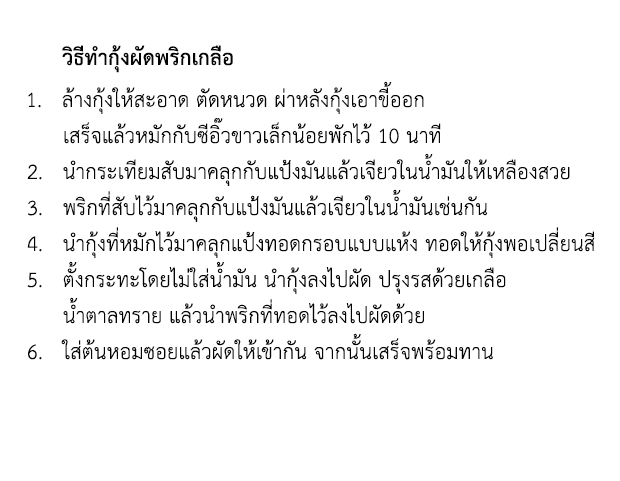 วิธีทำกุ้งผัดพริกเกลือ
1. ล้างกุ้งให้สะอาด ตัดหนวด ผ่าหลังกุ้งเอาขี้ออก
เสร็จแล้วหมักกับซีอิ๊วขาวเล็กน้อยพักไว้ 10 นาที
2. นำกระเทียมสับมาคลุกกับแป้งมันแล้วเจียวในน้ำมันให้เหลืองสวย
3. พริกที่สับไว้มาคลุกกับแป้งมันแล้วเจียวในน้ำมันเช่นกัน
4. นำกุ้งที่หมักไว้มาคลุกแป้งทอดกรอบแบบแห้ง ทอดให้กุ้งพอเปลี่ยนสี
5. ตั้งกระทะโดยไม่ใส่น้ำมัน นำกุ้งลงไปผัด ปรุงรสด้วยเกลือ
น้ำตาลทราย แล้วนำพริกที่ทอดไว้ลงไปผัดด้วย
6. ใส่ต้นหอมซอยแล้วผัดให้เข้ากัน จากนั้นเสร็จพร้อมทาน